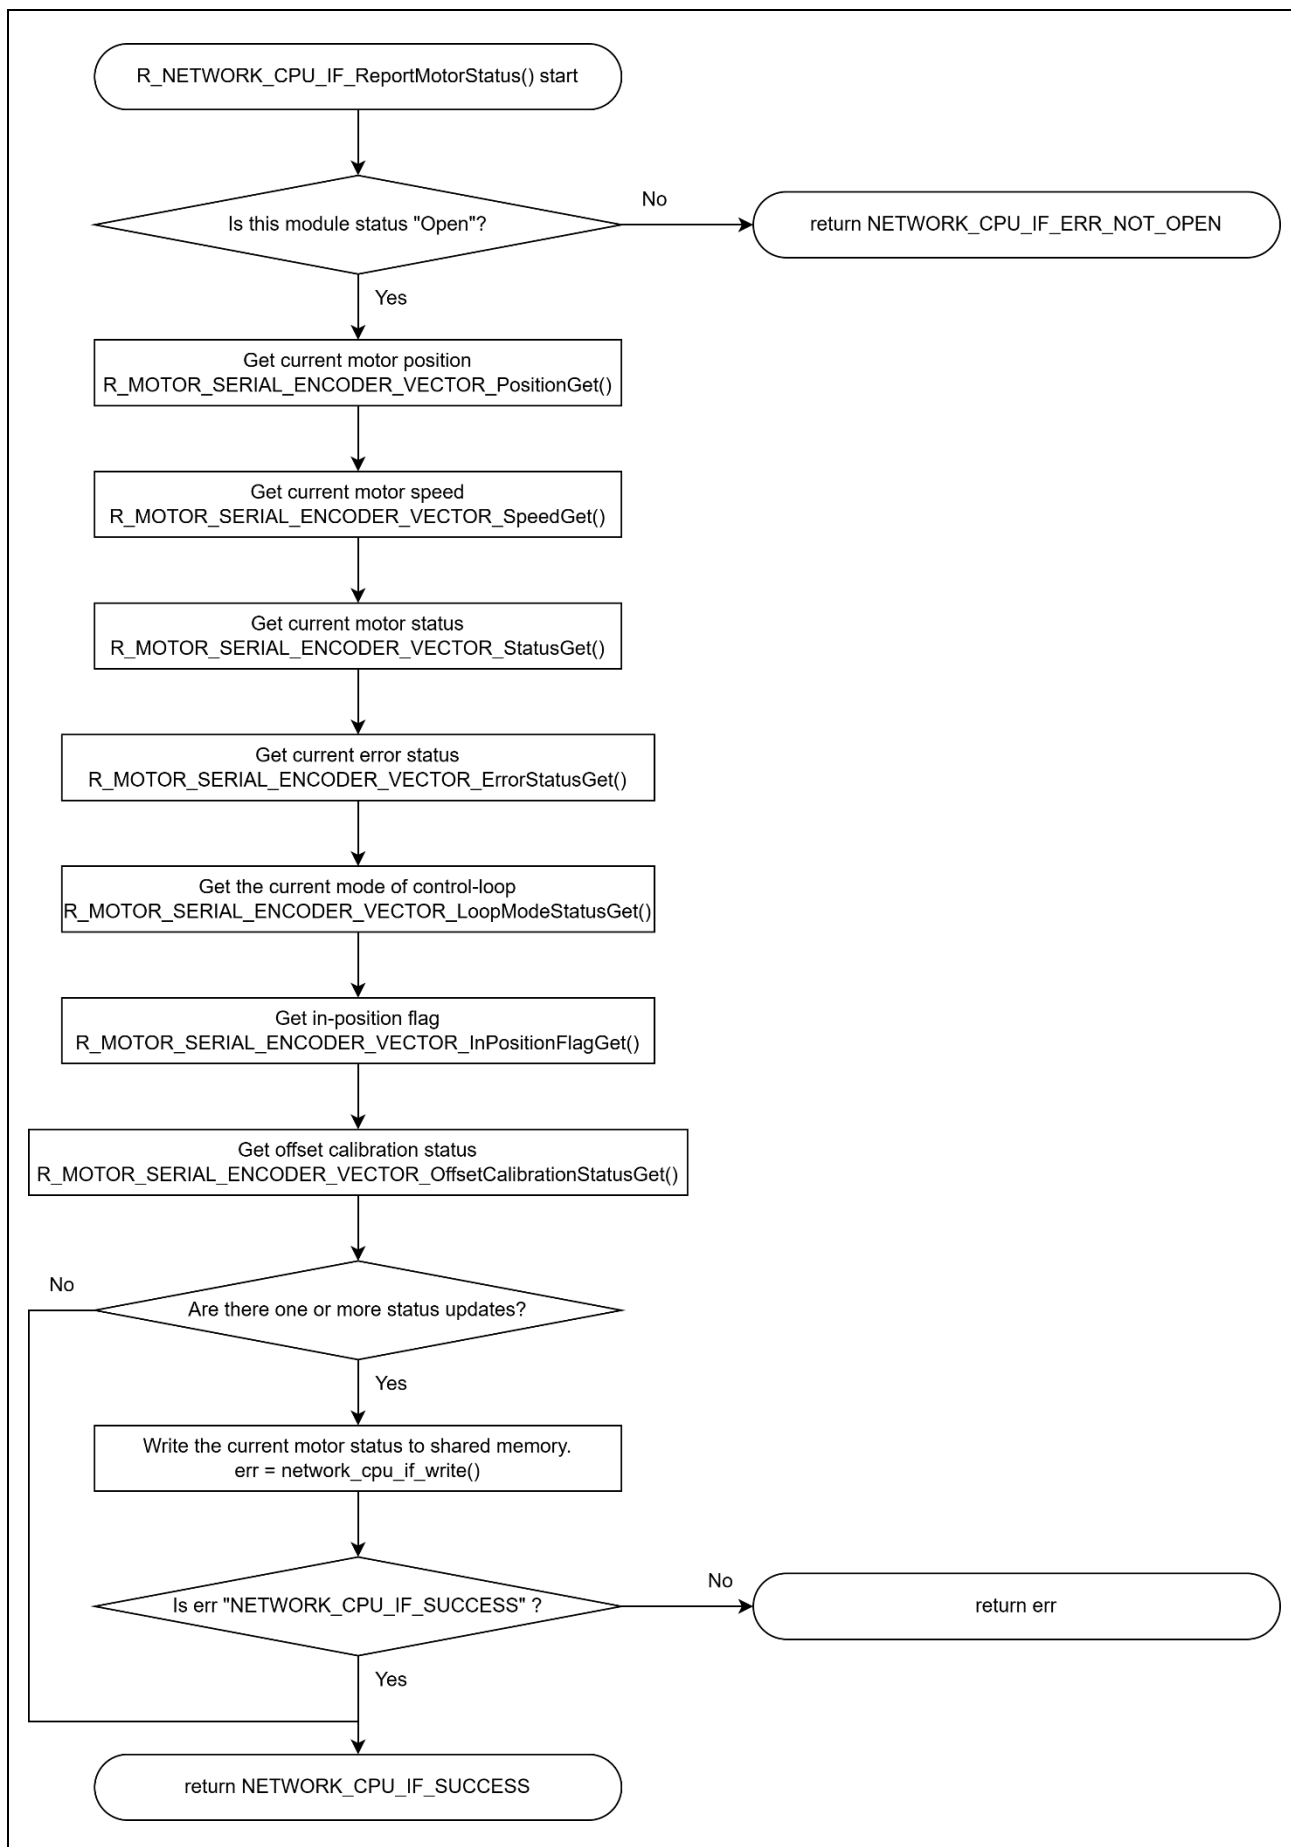 R_NETWORK_CPU_IF_ReportMotorStatus() start
Is this module status "Open"?
No
return NETWORK_CPU_IF_ERR_NOT_OPEN
Yes
Get current motor position
R_MOTOR_SERIAL_ENCODER_VECTOR_PositionGet()
Get current motor speed
R_MOTOR_SERIAL_ENCODER_VECTOR_SpeedGet()
Get current motor status
R_MOTOR_SERIAL_ENCODER_VECTOR_StatusGet()
Get current error status
R_MOTOR_SERIAL_ENCODER_VECTOR_ErrorStatusGet()
Get the current mode of control-loop
R_MOTOR_SERIAL_ENCODER_VECTOR_LoopModeStatusGet()
Get in-position flag
R_MOTOR_SERIAL_ENCODER_VECTOR_InPositionFlagGet()
Get offset calibration status
R_MOTOR_SERIAL_ENCODER_VECTOR_OffsetCalibrationStatusGet()
No
Are there one or more status updates?
Yes
Write the current motor status to shared memory.
err = network_cpu_if_write()
Is err "NETWORK_CPU_IF_SUCCESS" ?
No
return err
Yes
return NETWORK_CPU_IF_SUCCESS